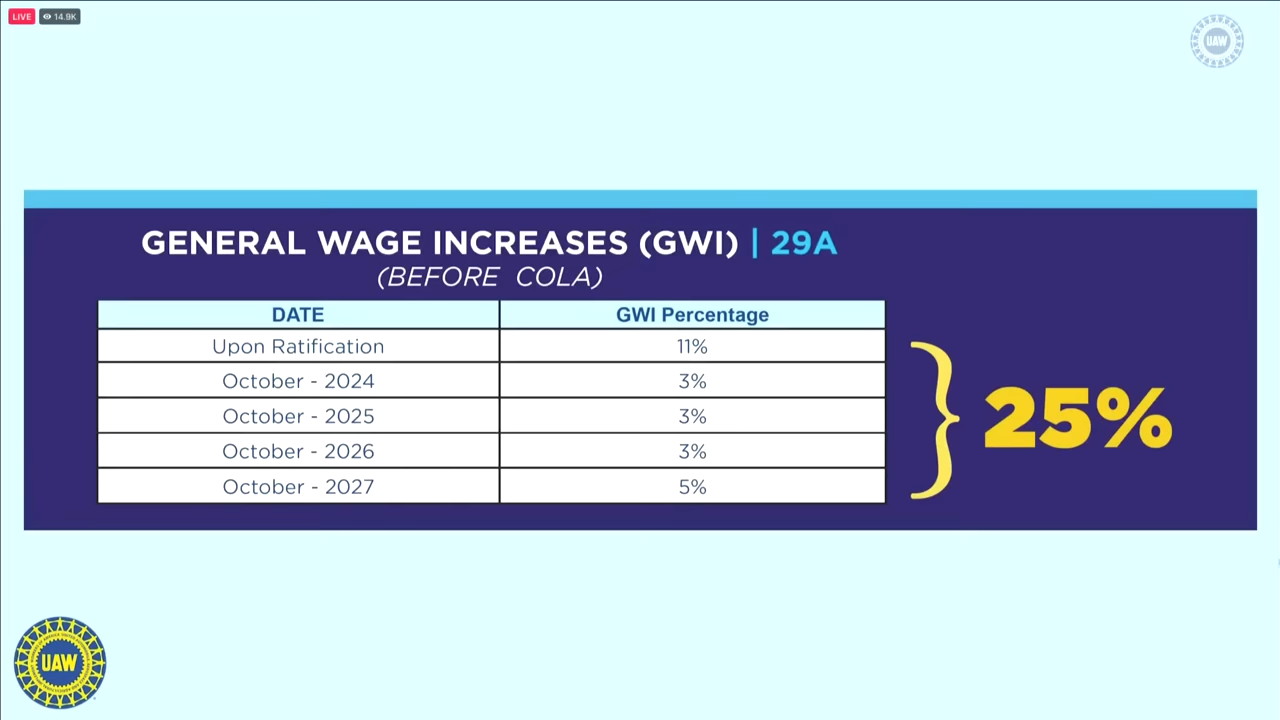 LIVE 14.9K
UAW
GENERAL WAGE INCREASES (GWI) | 29A
(BEFORE COLA)
DATE GWI Percentage
Upon Ratification 11%
October - 2024 3%
October - 2025 3%
October - 2026 3%
October - 2027 5%
25%
UAW